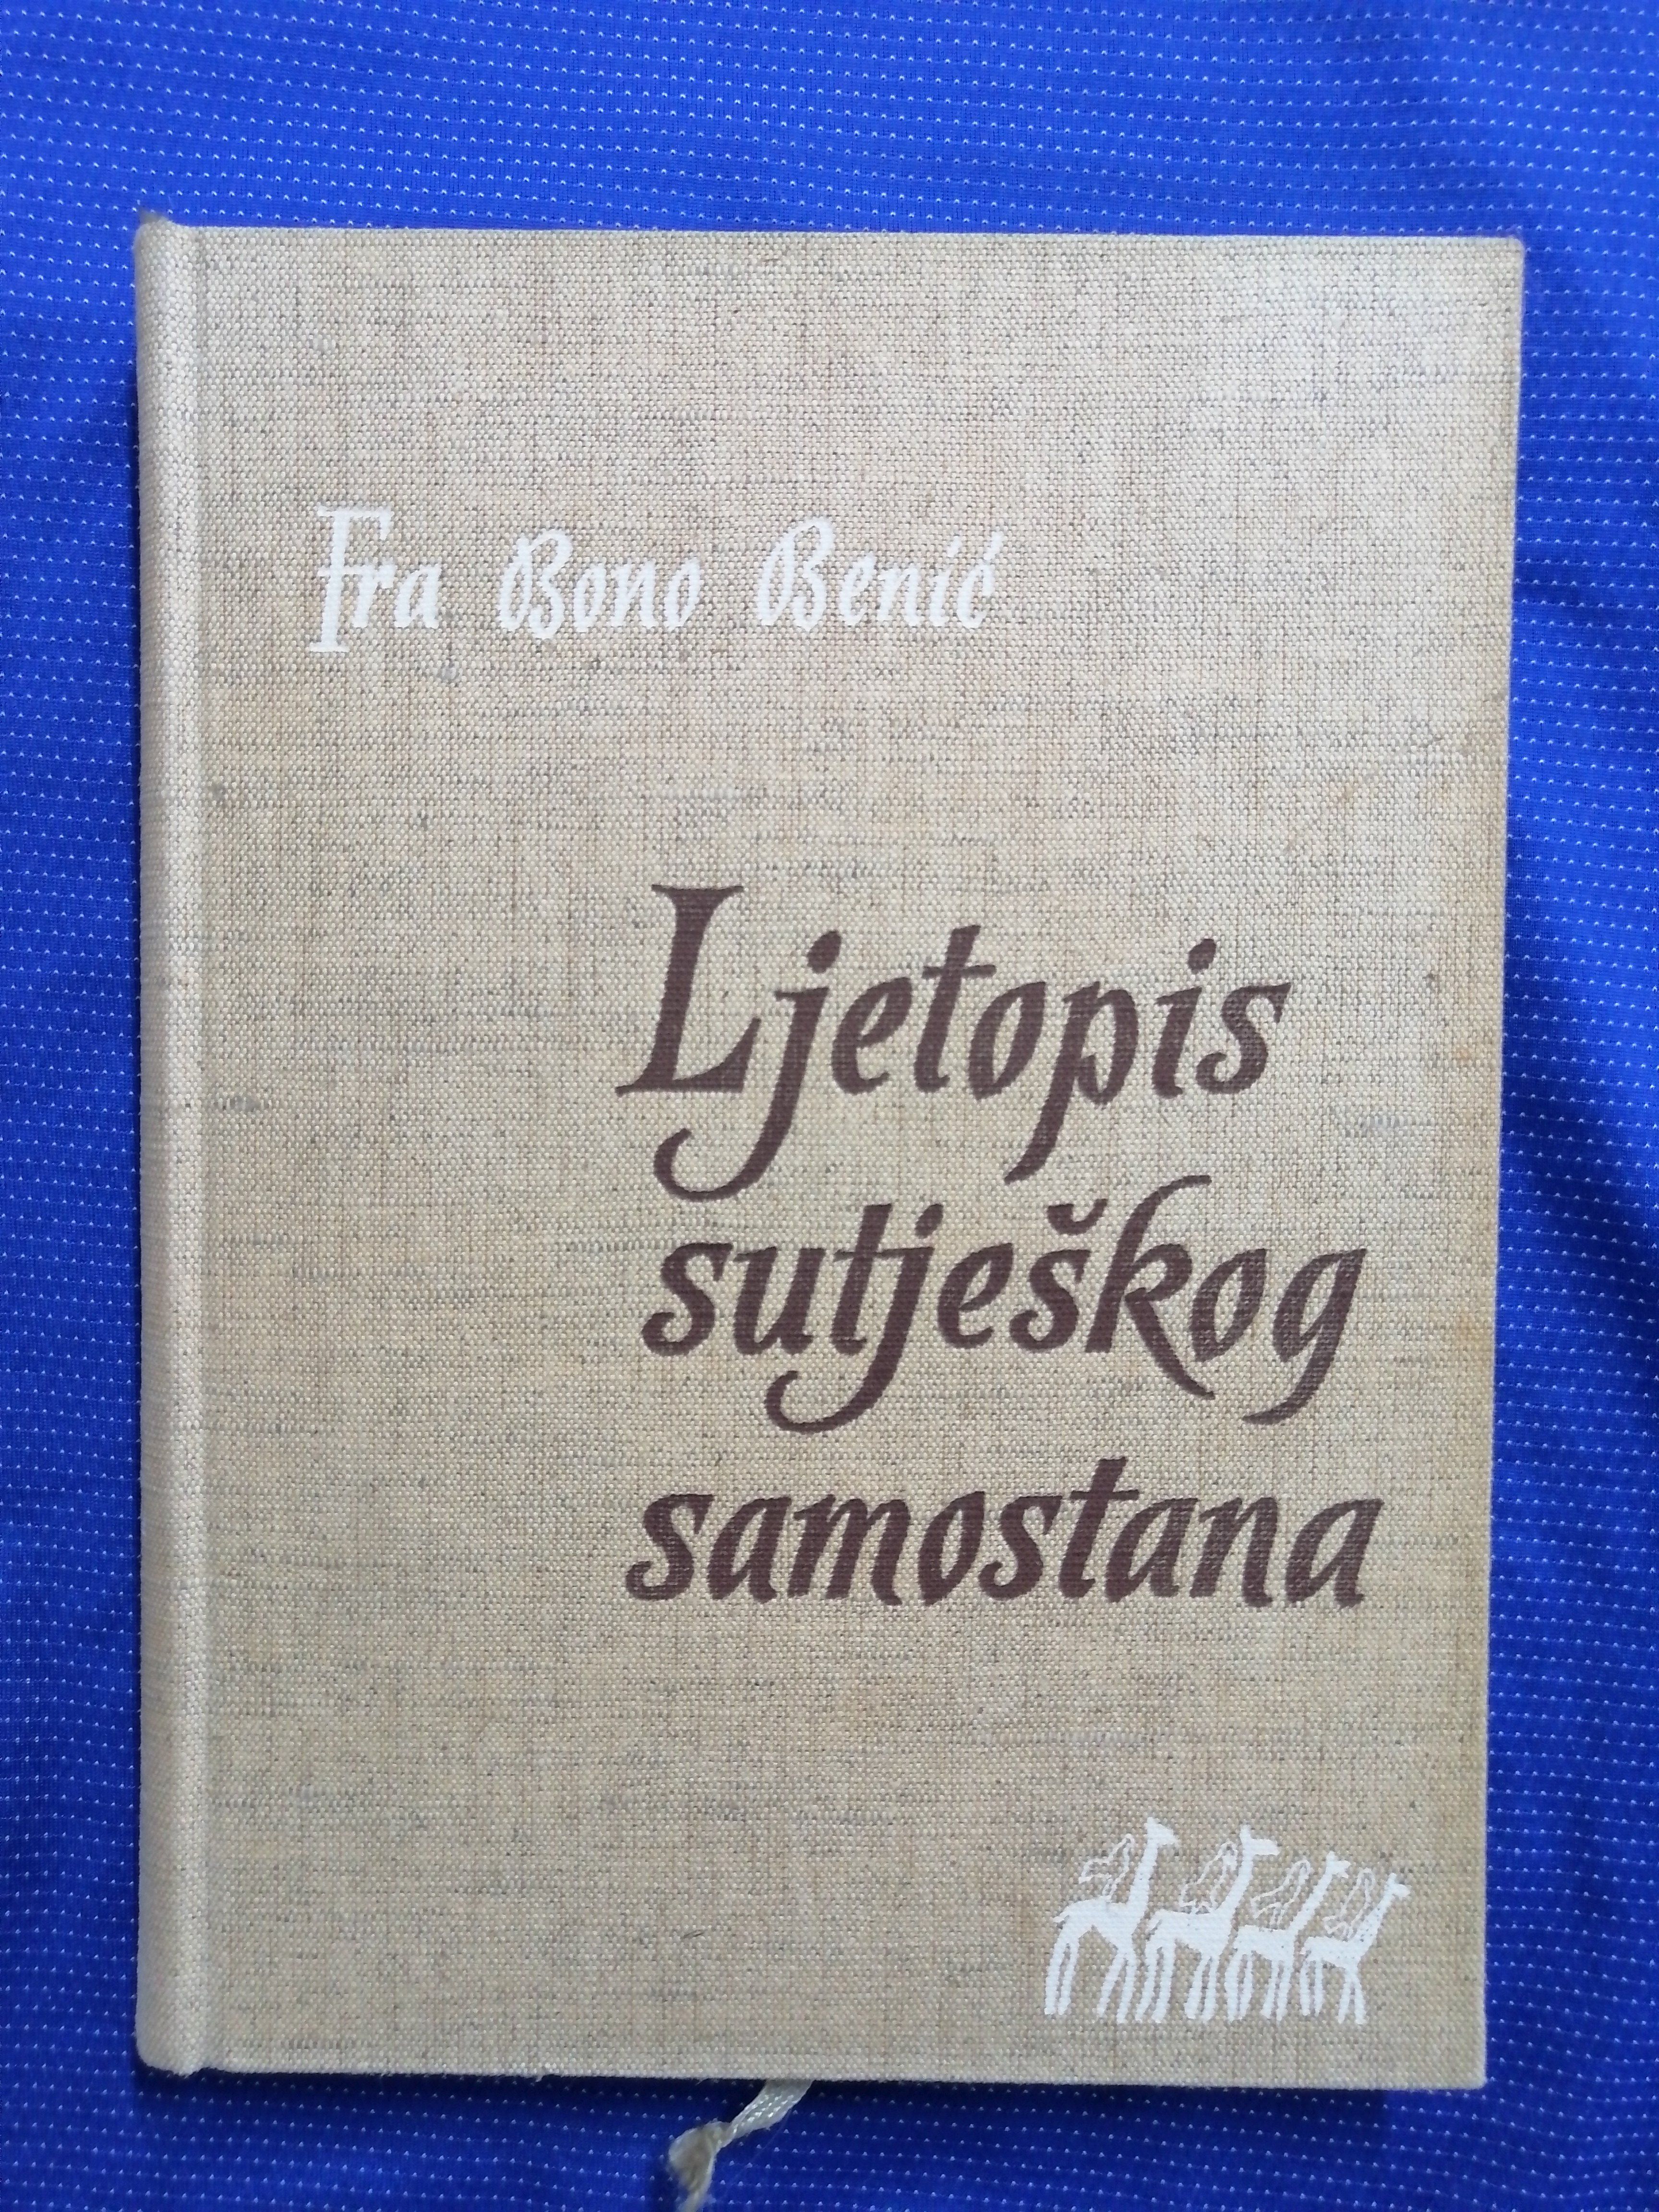 Fra Bono Benić
Ljetopis
sutješkog
samostana